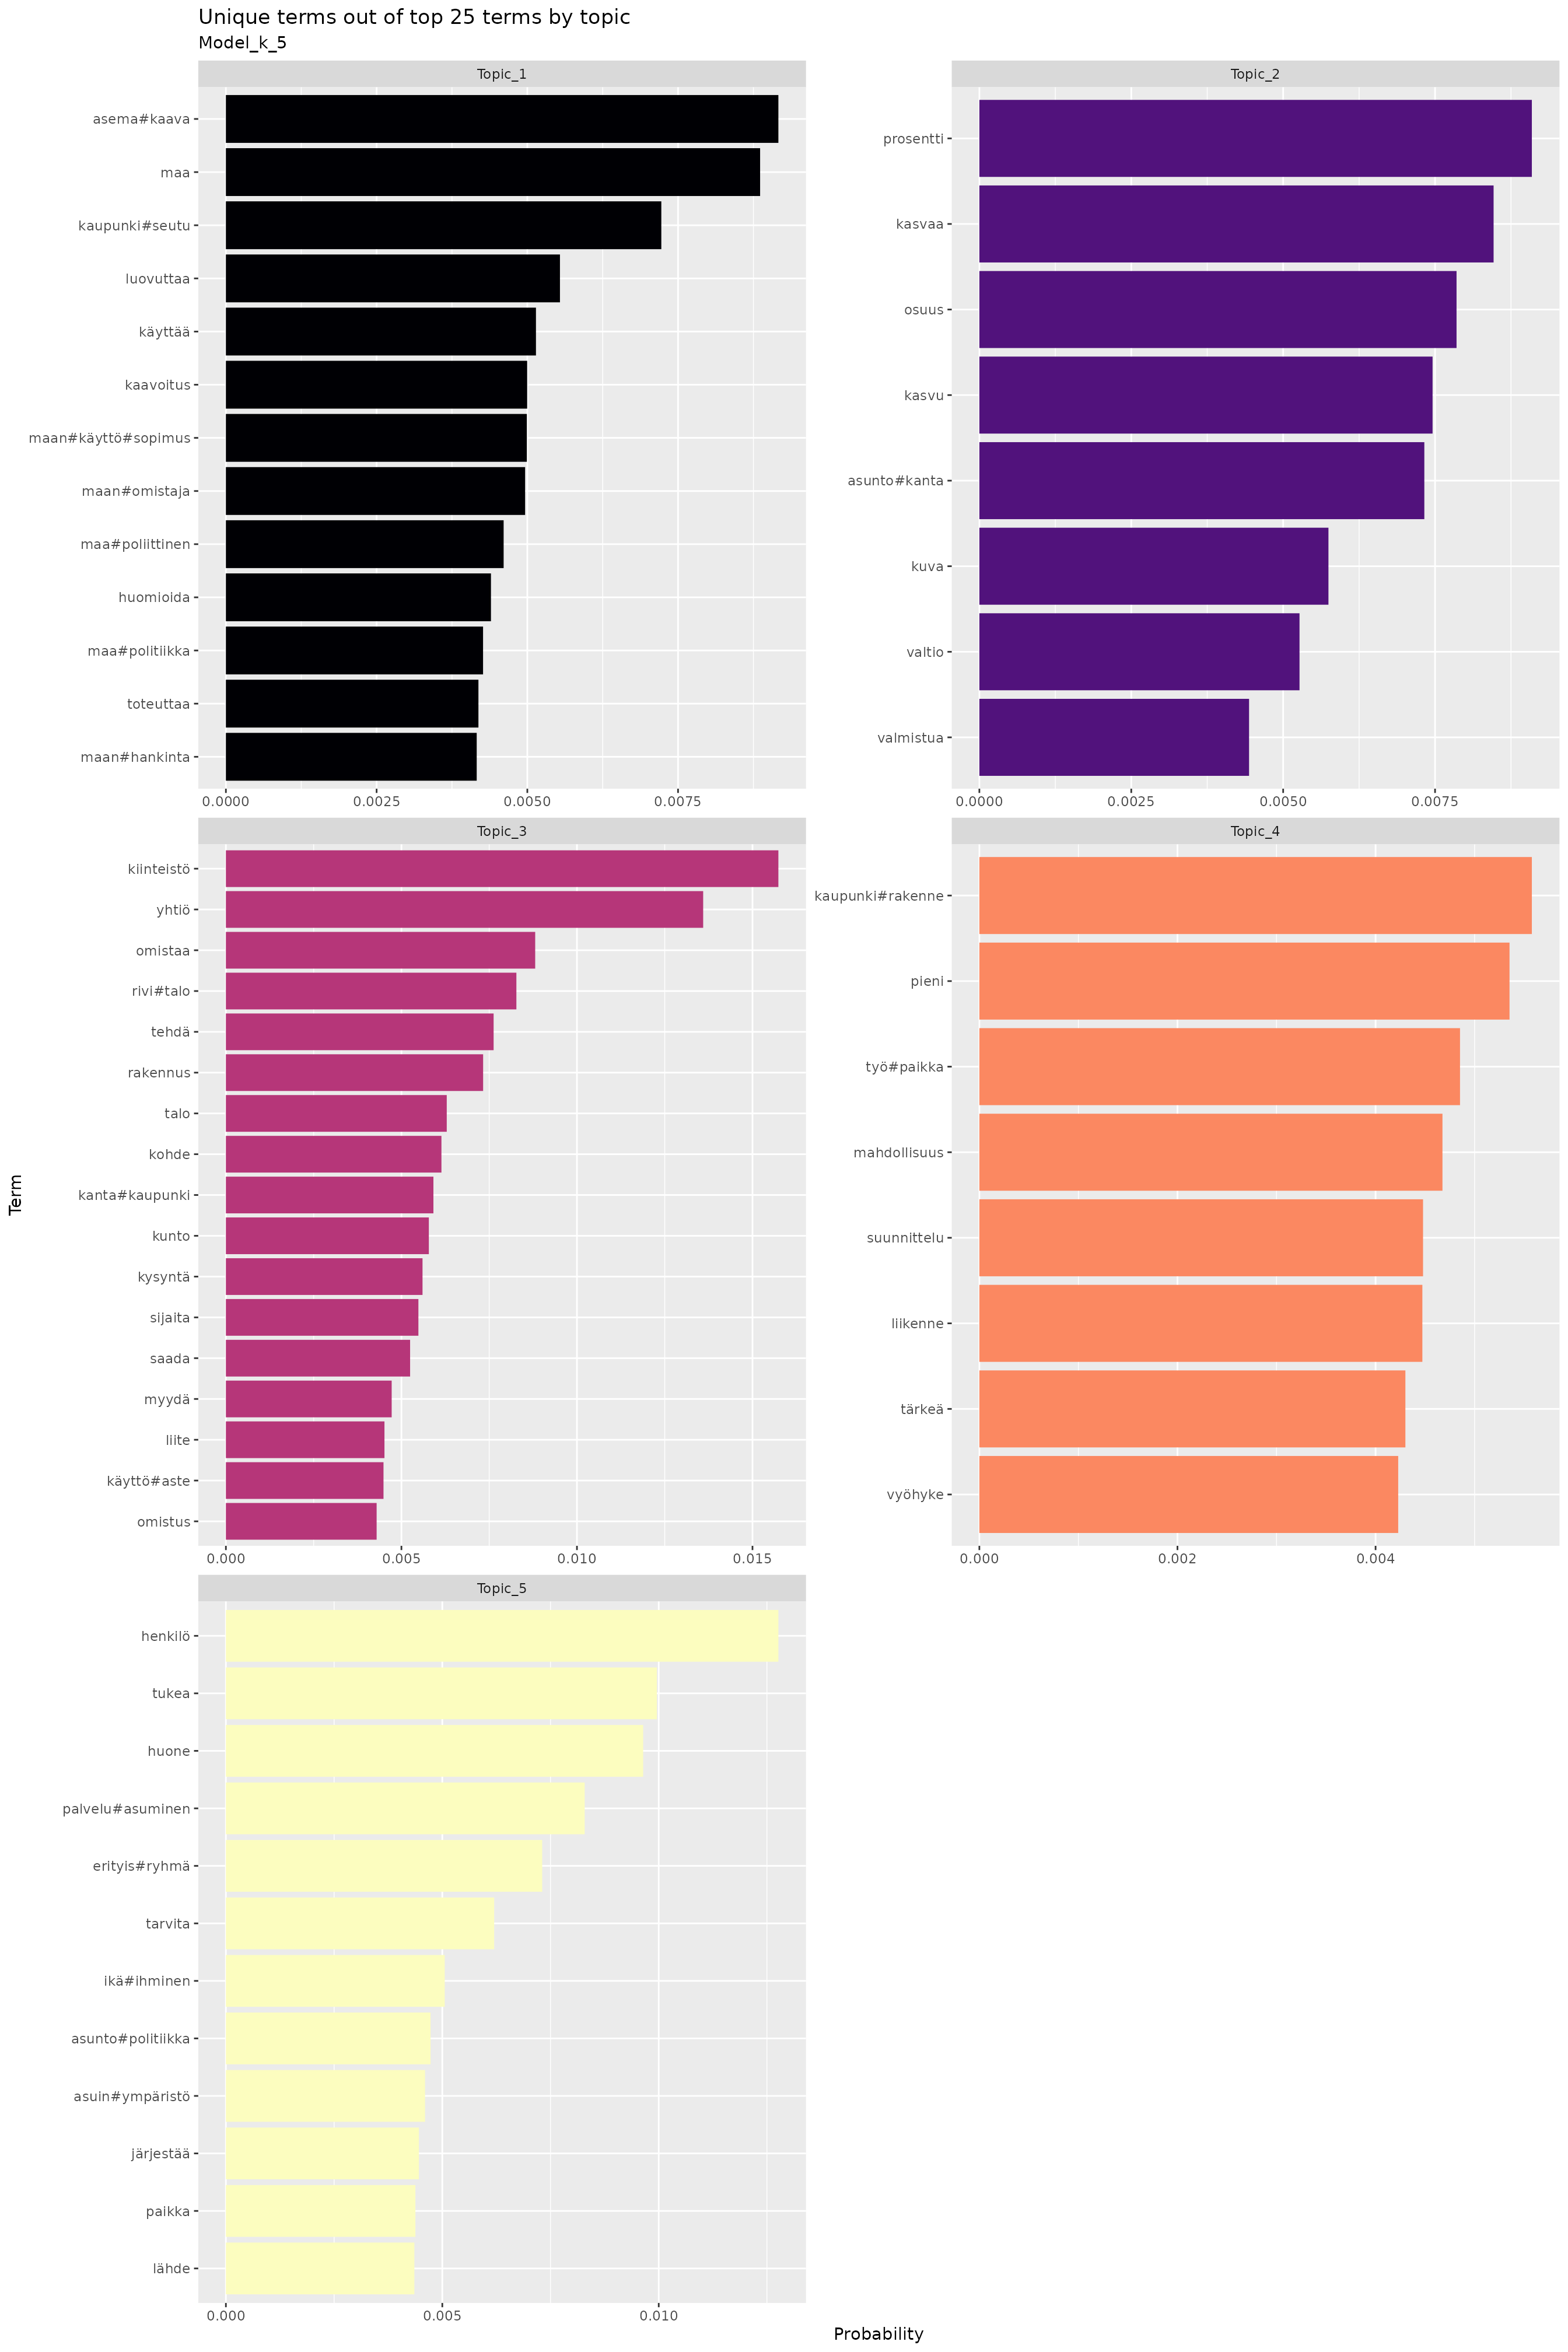 Unique terms out of top 25 terms by topic
Model_k_5
Topic_1
asema#kaava
maa
kaupunki#seutu
luovuttaa
käyttää
kaavoitus
maan#käyttö#sopimus
maan#omistaja
maa#poliittinen
huomioida
maa#politiikka
toteuttaa
maan#hankinta
0.0000 0.0025 0.0050 0.0075
Topic_2
prosentti
kasvaa
osuus
kasvu
asunto#kanta
kuva
valtio
valmistua
0.0000 0.0025 0.0050 0.0075
Topic_3
kiinteistö
yhtiö
omistaa
rivi#talo
tehdä
rakennus
talo
kohde
kanta#kaupunki
kunto
kysyntä
sijaita
saada
myydä
liite
käyttö#aste
omistus
0.000 0.005 0.010 0.015
Topic_4
kaupunki#rakenne
pieni
työ#paikka
mahdollisuus
suunnittelu
liikenne
tärkeä
vyöhyke
0.000 0.002 0.004
Topic_5
henkilö
tukea
huone
palvelu#asuminen
erityis#ryhmä
tarvita
ikä#ihminen
asunto#politiikka
asuin#ympäristö
järjestää
paikka
lähde
0.000 0.005 0.010
Term
Probability